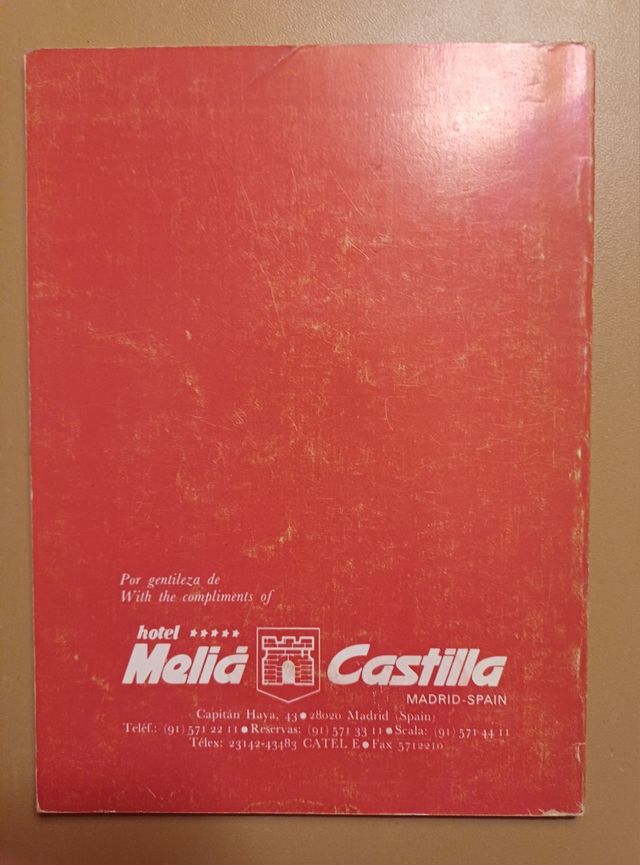 Por gentileza de
With the compliments of
hotel ★★★★★
Meliá Castilla
MADRID-SPAIN
Capitán Haya, 43 ● 28020 Madrid (Spain)
Teléf.: (91) 571 22 11 ● Reservas: (91) 571 33 11 ● Scala: (91) 571 44 11
Télex: 23142-43483 CATEL E ● Fax 5712210